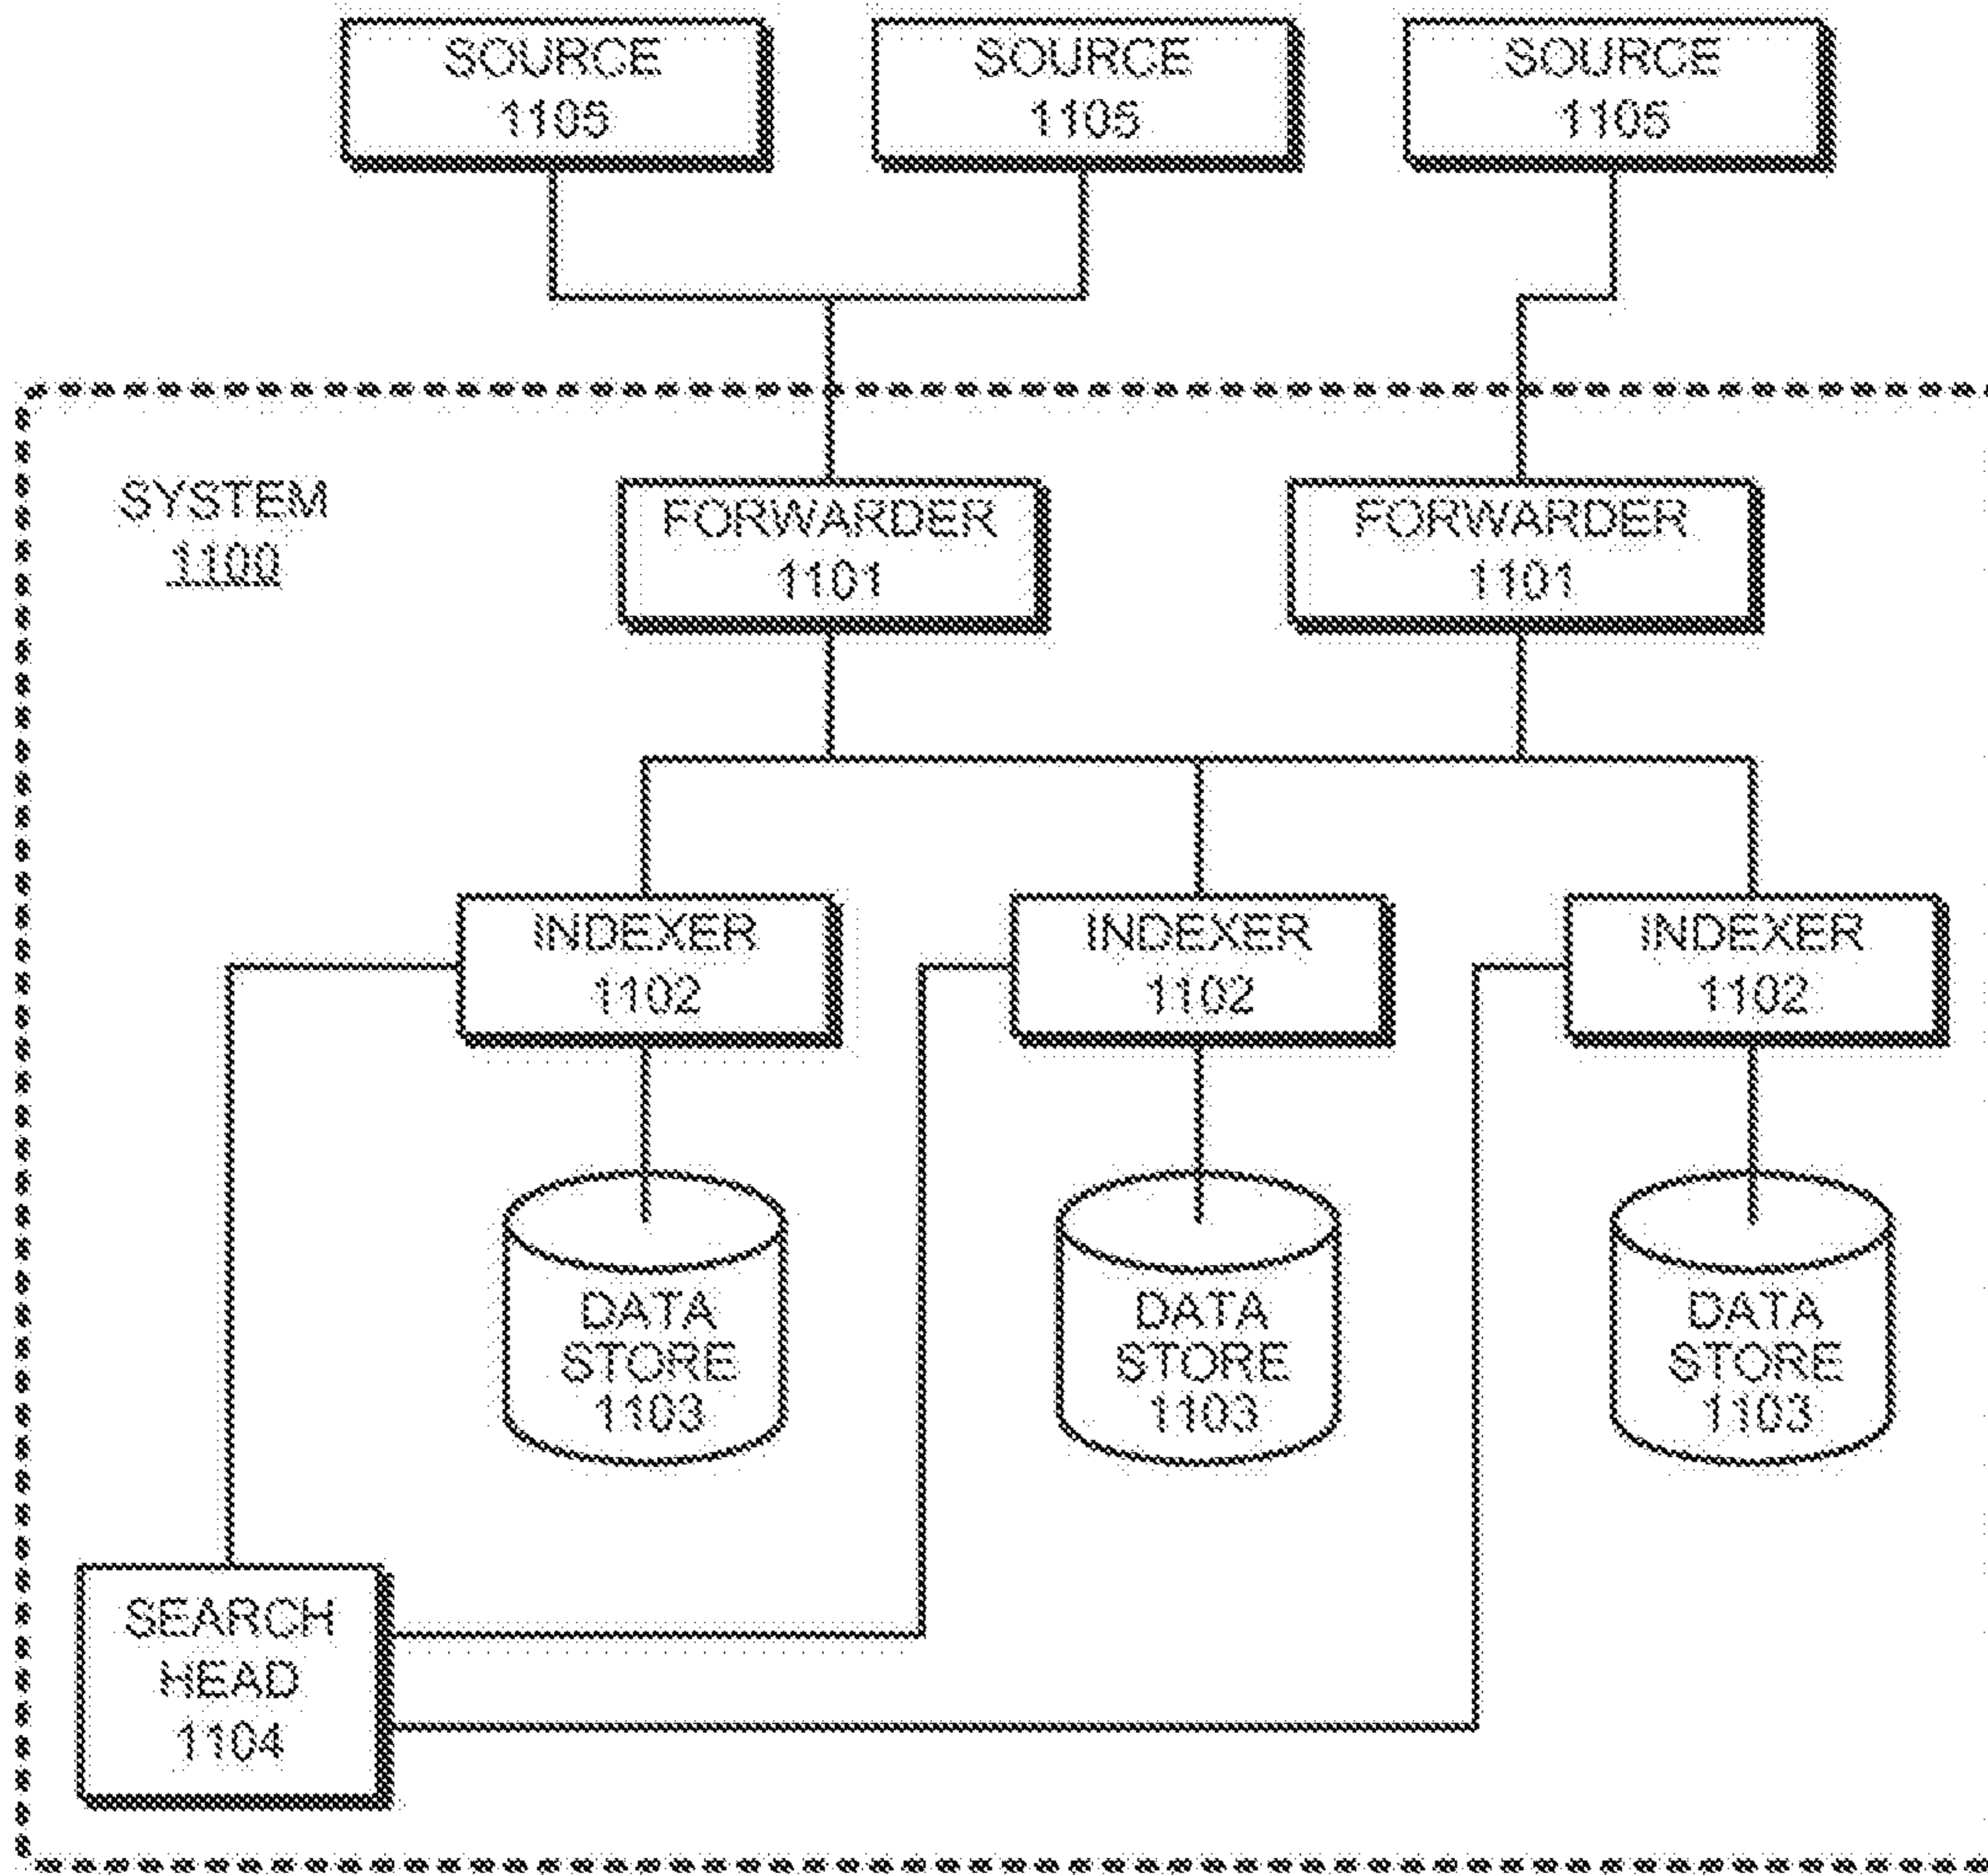 SOURCE
1105
SOURCE
1105
SOURCE
1105
SYSTEM
1100
FORWARDER
1101
FORWARDER
1101
INDEXER
1102
INDEXER
1102
INDEXER
1102
DATA
STORE
1103
DATA
STORE
1103
DATA
STORE
1103
SEARCH
HEAD
1104